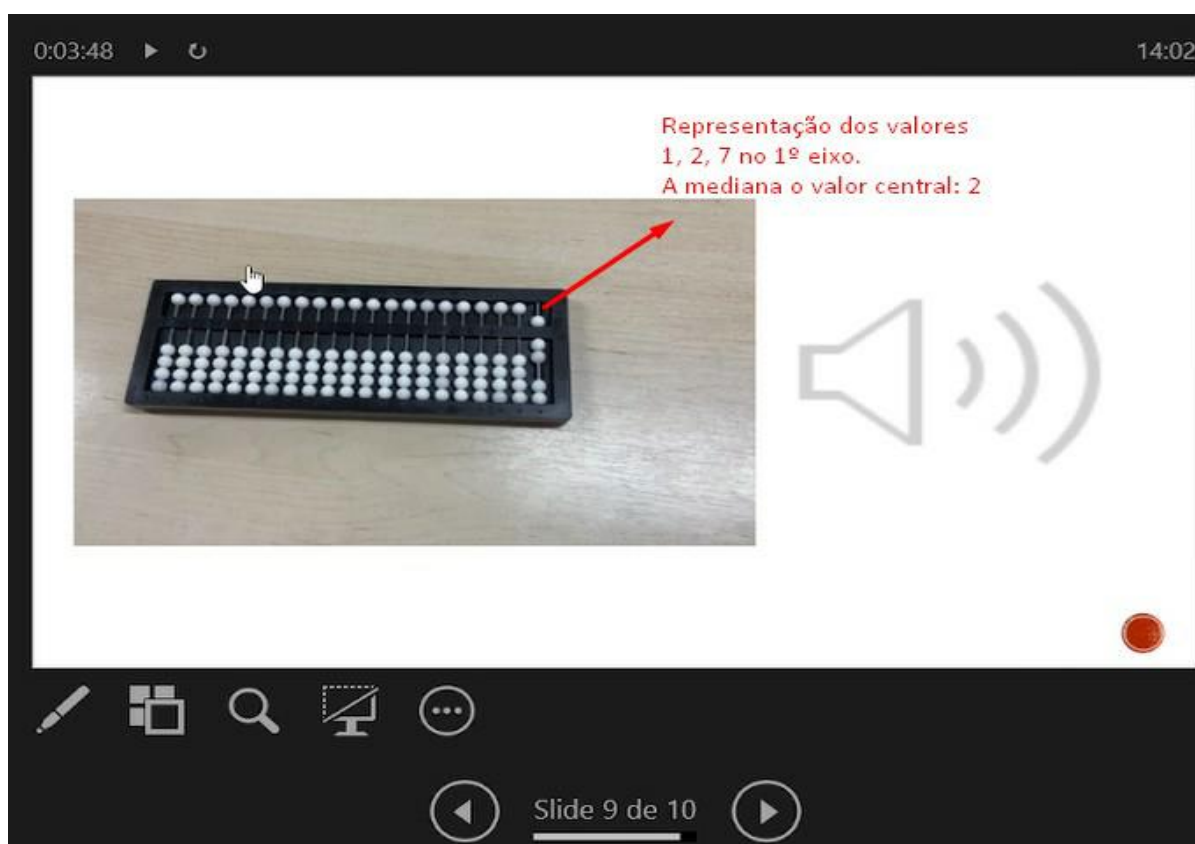 0:03:48
14:02
Representação dos valores
1, 2, 7 no 1º eixo.
A mediana o valor central: 2
Slide 9 de 10